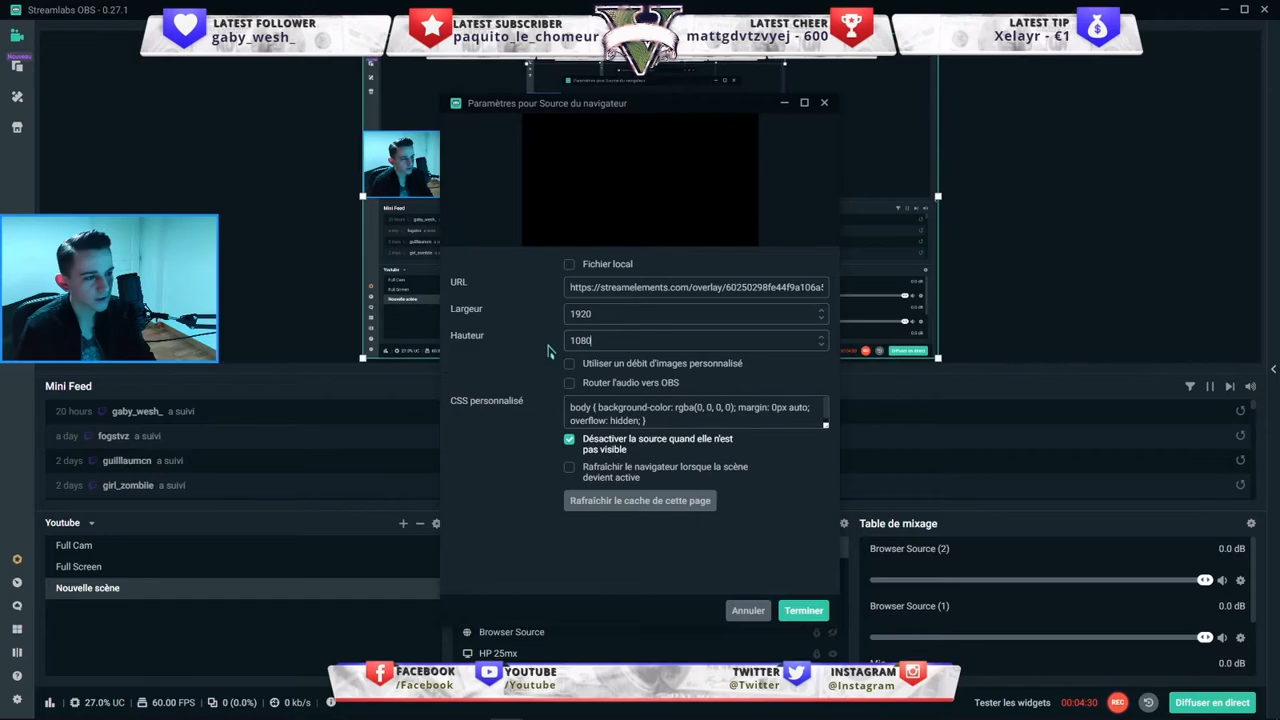 Streamlabs OBS - 0.27.1
LATEST FOLLOWER
gaby_wesh_
LATEST SUBSCRIBER
paquito_le_chomeur
LATEST CHEER
mattgdvtzvyej - 600
LATEST TIP
Xelayr - €1
Paramètres pour Source du navigateur
Fichier local
URL
https://streamelements.com/overlay/60250298fe44f9a106a5
Largeur
1920
Hauteur
1080
Utiliser un débit d'images personnalisé
Router l'audio vers OBS
CSS personnalisé
body { background-color: rgba(0, 0, 0, 0); margin: 0px auto;
overflow: hidden; }
Désactiver la source quand elle n'est
pas visible
Rafraîchir le navigateur lorsque la scène
devient active
Rafraîchir le cache de cette page
Annuler
Terminer
Mini Feed
20 hours gaby_wesh_ a suivi
a day fogstvz a suivi
2 days guilllaumcn a suivi
2 days girl_zombiie a suivi
Youtube
Full Cam
Full Screen
Nouvelle scène
Browser Source
HP 25mx
Table de mixage
Browser Source (2) 0.0 dB
Browser Source (1) 0.0 dB
FACEBOOK
/Facebook
YOUTUBE
/Youtube
TWITTER
@Twitter
INSTAGRAM
@Instagram
27.0% CPU 60.00 FPS 0 (0.0%) 0 kb/s
Tester les widgets 00:04:30 REC Diffuser en direct